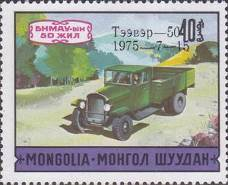 БНМАУ-ын
50 ЖИЛ
Тээвэр—50
1975—7—15
40
MONGOLIA·МОНГОЛ ШУУДАН